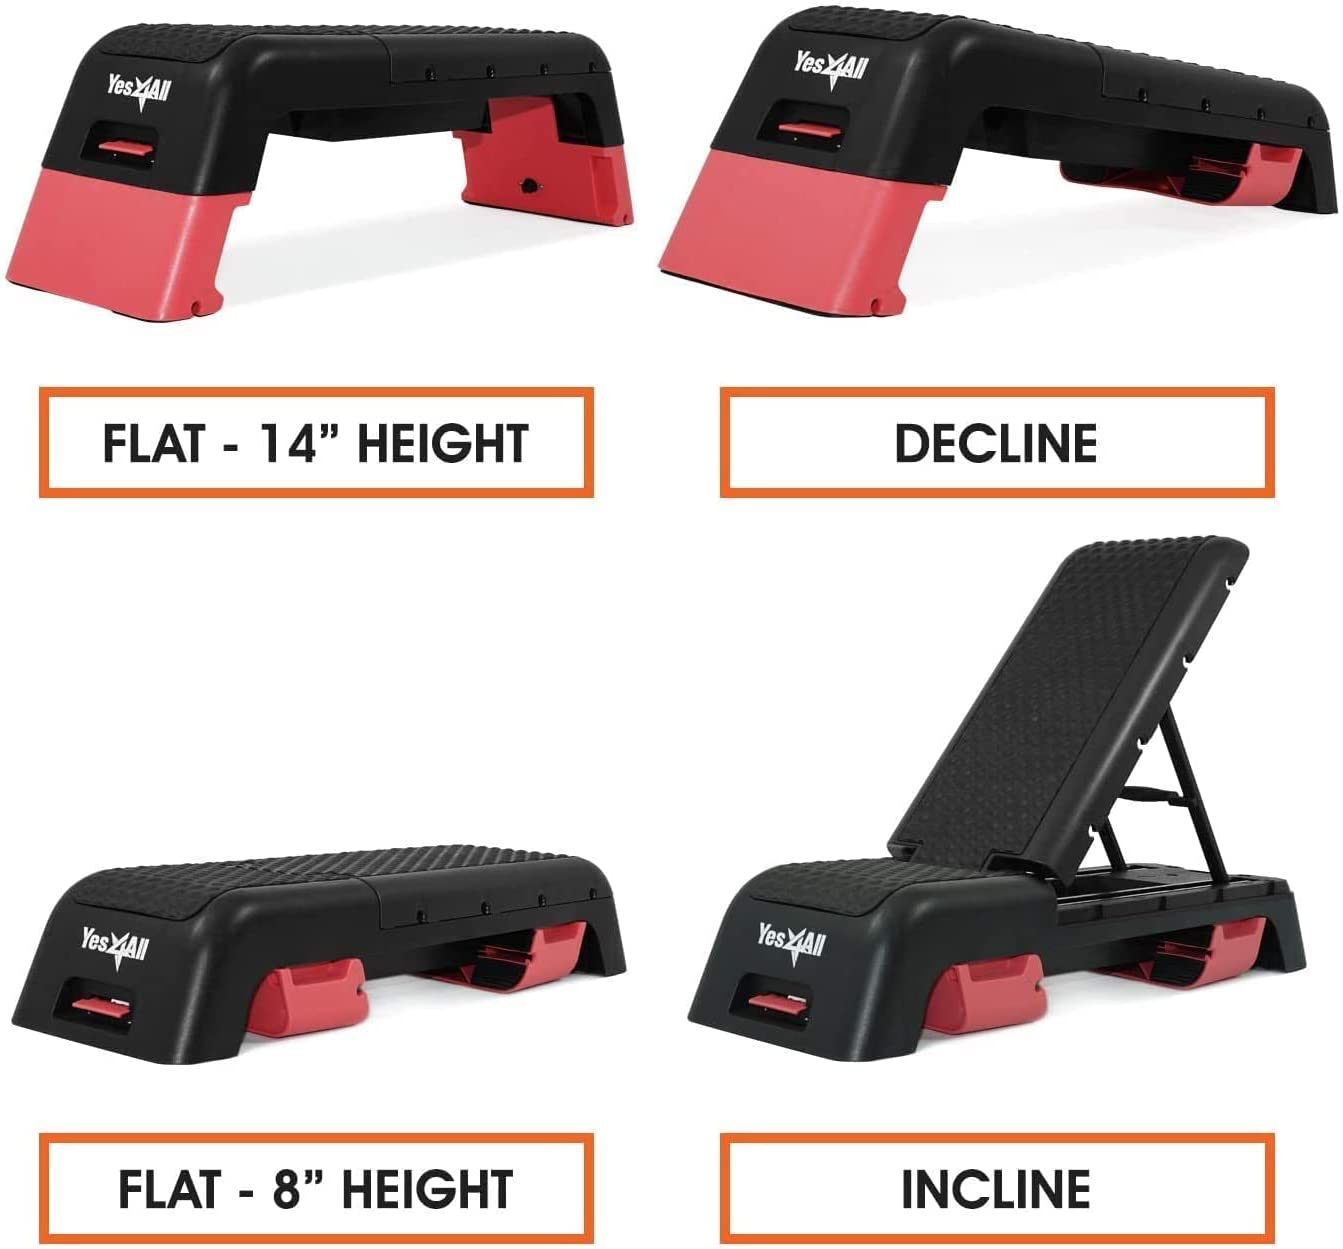 Yes4All
Yes4All
FLAT - 14” HEIGHT
DECLINE
Yes4All
Yes4All
FLAT - 8” HEIGHT
INCLINE